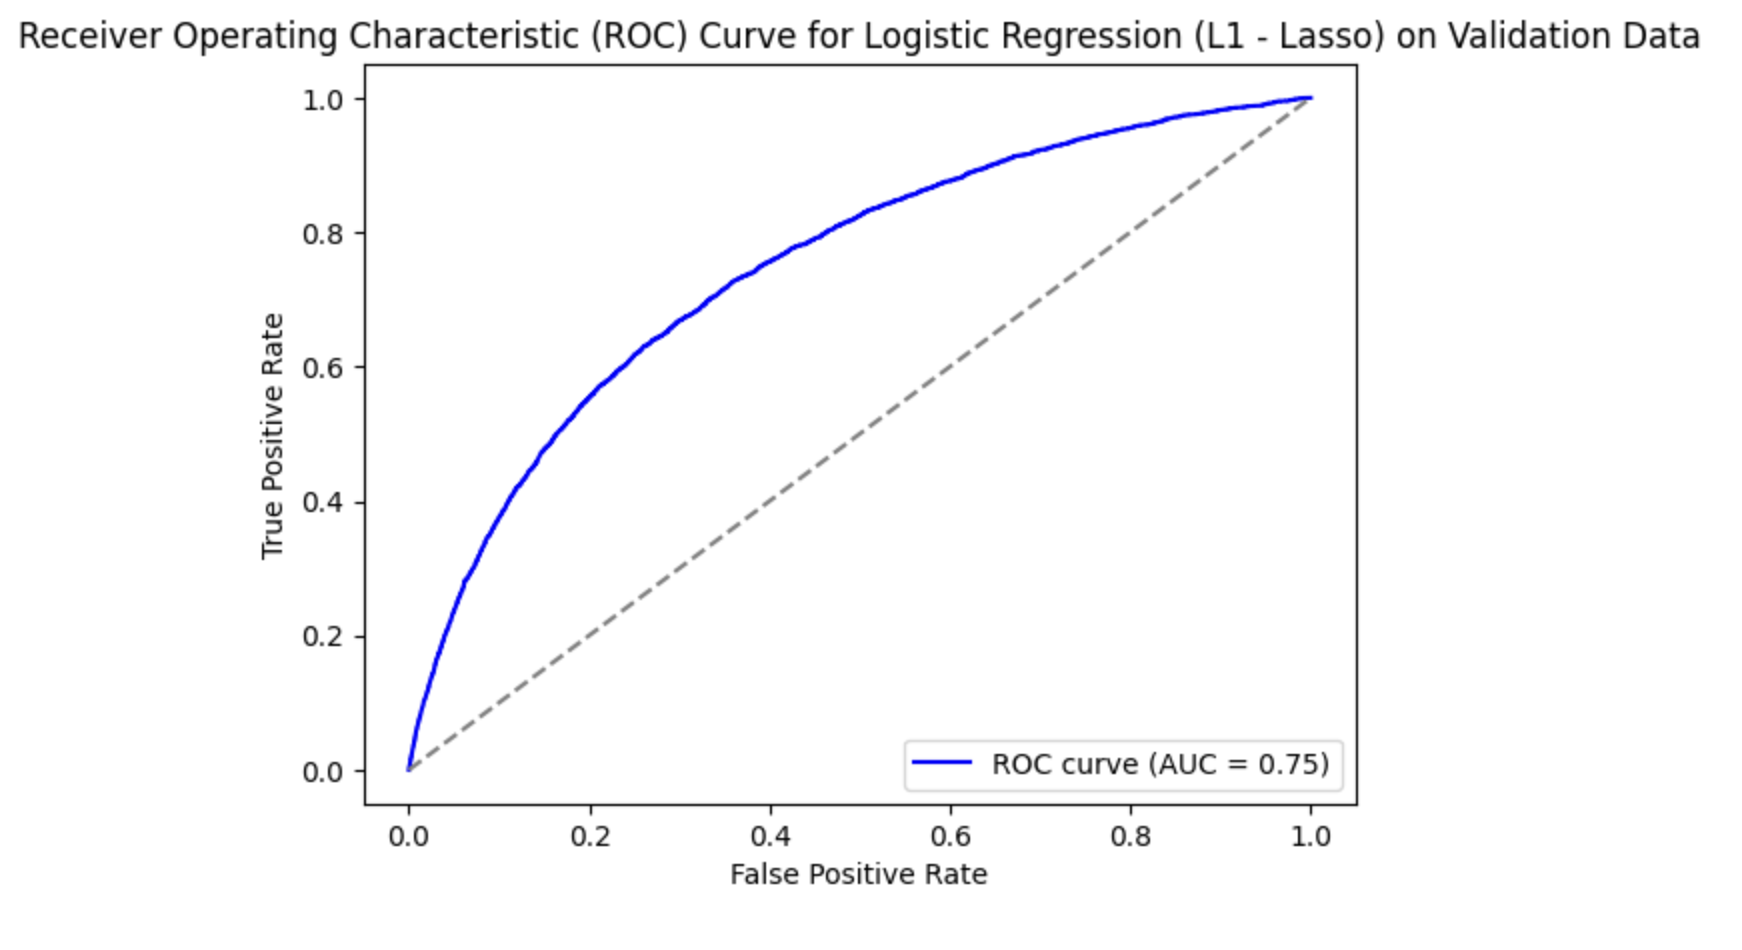 Receiver Operating Characteristic (ROC) Curve for Logistic Regression (L1 - Lasso) on Validation Data
1.0
0.8
0.6
0.4
0.2
0.0
True Positive Rate
ROC curve (AUC = 0.75)
0.0 0.2 0.4 0.6 0.8 1.0
False Positive Rate